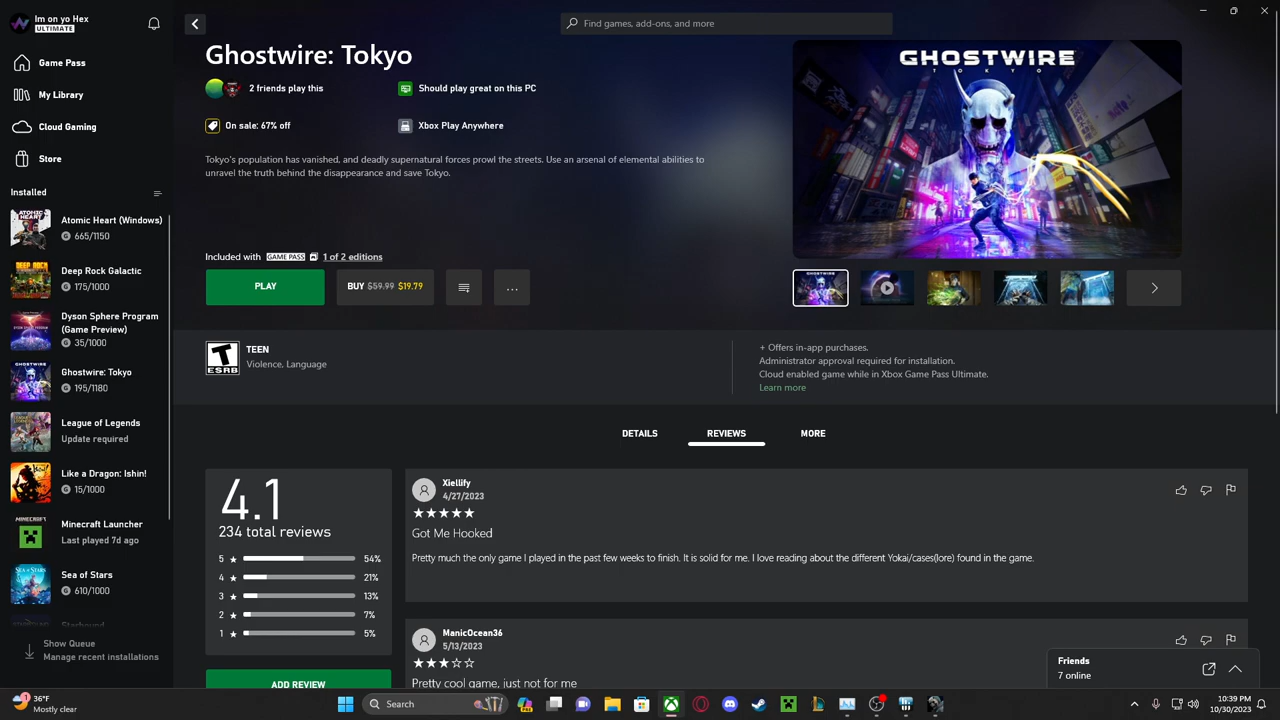 Im on yo Hex
ULTIMATE
Find games, add-ons, and more
Game Pass
My Library
Cloud Gaming
Store
Installed
Atomic Heart (Windows)
665/1150
Deep Rock Galactic
175/1000
Dyson Sphere Program
(Game Preview)
35/1000
Ghostwire: Tokyo
195/1180
League of Legends
Update required
Like a Dragon: Ishin!
15/1000
Minecraft Launcher
Last played 7d ago
Sea of Stars
610/1000
Starbound
Show Queue
Manage recent installations
Ghostwire: Tokyo
2 friends play this
Should play great on this PC
On sale: 67% off
Xbox Play Anywhere
Tokyo's population has vanished, and deadly supernatural forces prowl the streets. Use an arsenal of elemental abilities to
unravel the truth behind the disappearance and save Tokyo.
Included with GAME PASS 1 of 2 editions
PLAY
BUY $59.99 $19.79
...
GHOSTWIRE
TOKYO
T
ESRB
TEEN
Violence, Language
+ Offers in-app purchases.
Administrator approval required for installation.
Cloud enabled game while in Xbox Game Pass Ultimate.
Learn more
DETAILS REVIEWS MORE
4.1
234 total reviews
5 ★ 54%
4 ★ 21%
3 ★ 13%
2 ★ 7%
1 ★ 5%
ADD REVIEW
Xiellify
4/27/2023
★★★★★
Got Me Hooked
Pretty much the only game I played in the past few weeks to finish. It is solid for me. I love reading about the different Yokai/cases(lore) found in the game.
ManicOcean36
5/13/2023
★★★☆☆
Pretty cool game, just not for me
Friends
7 online
36°F
Mostly clear
Search
10:39 PM
10/30/2023